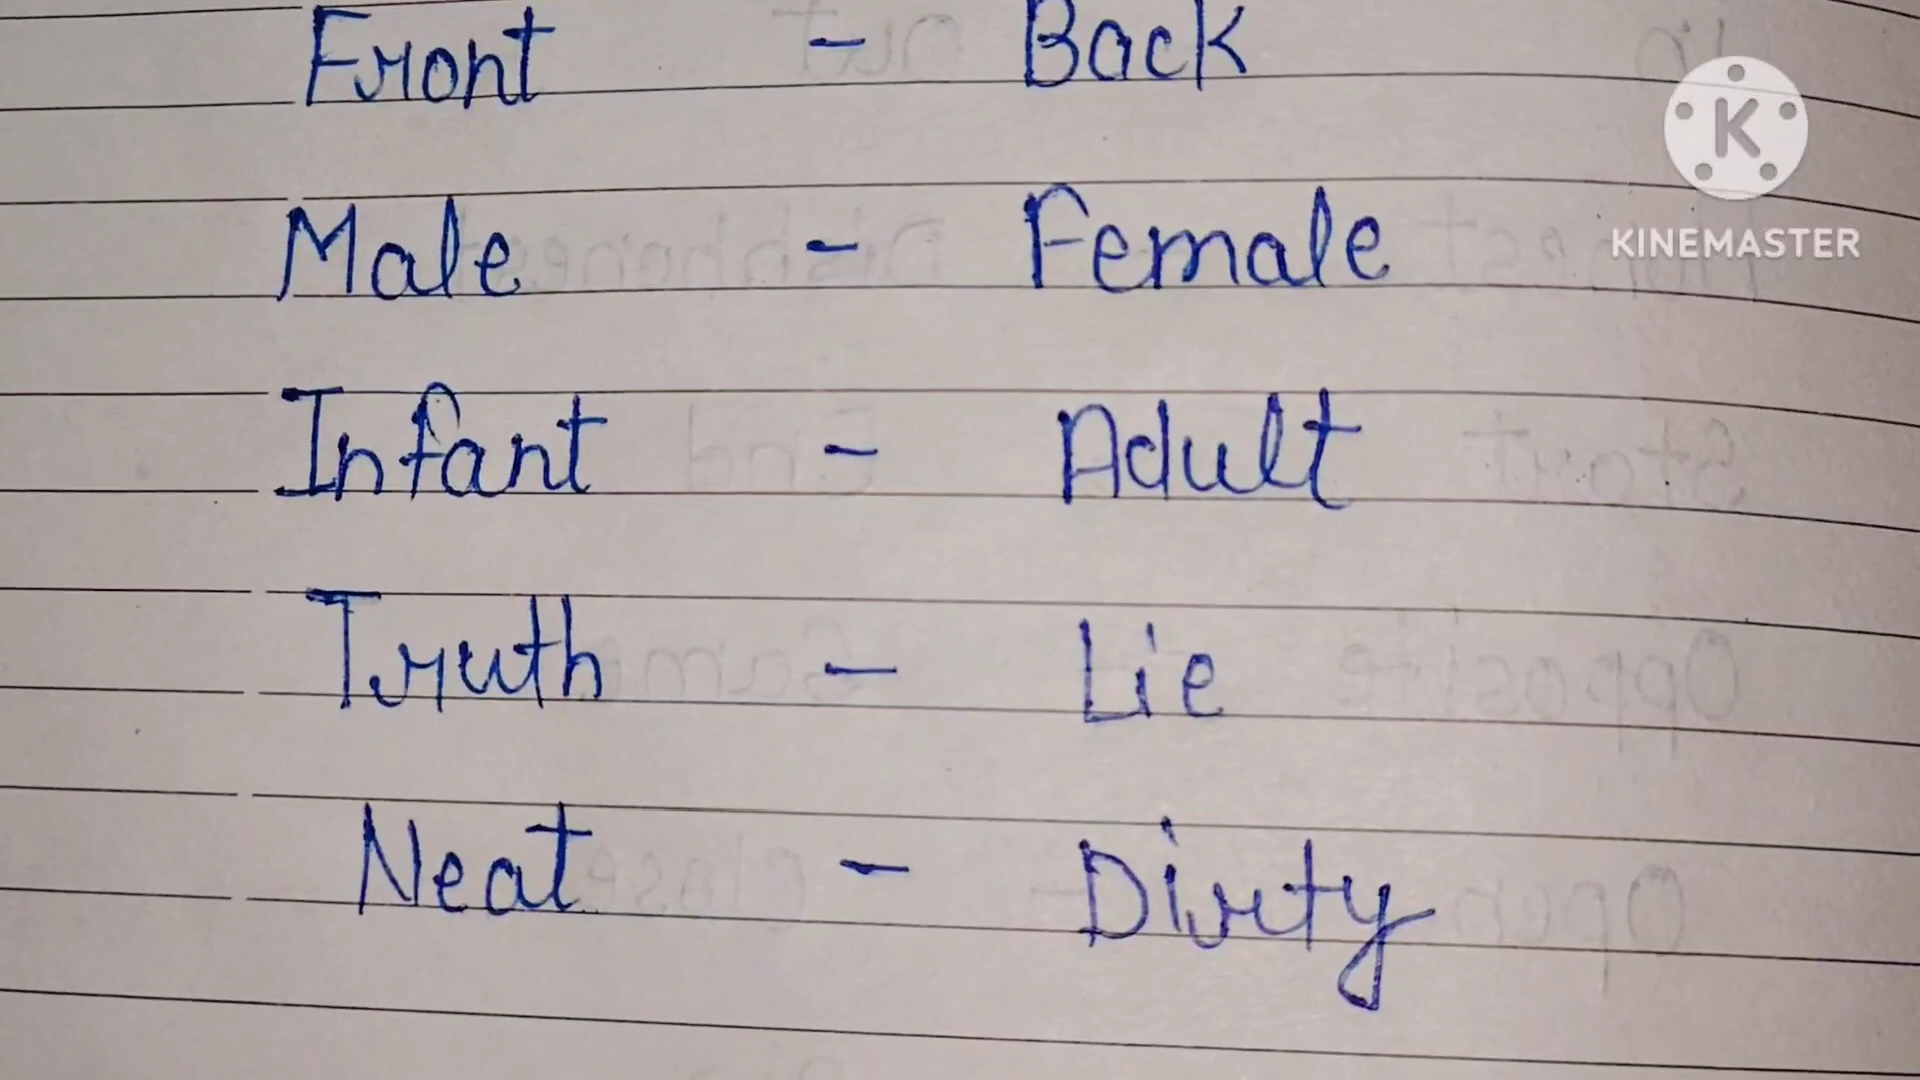 Front - Back
Male - Female
Infant - Adult
Truth - Lie
Neat - Dirty
KINEMASTER